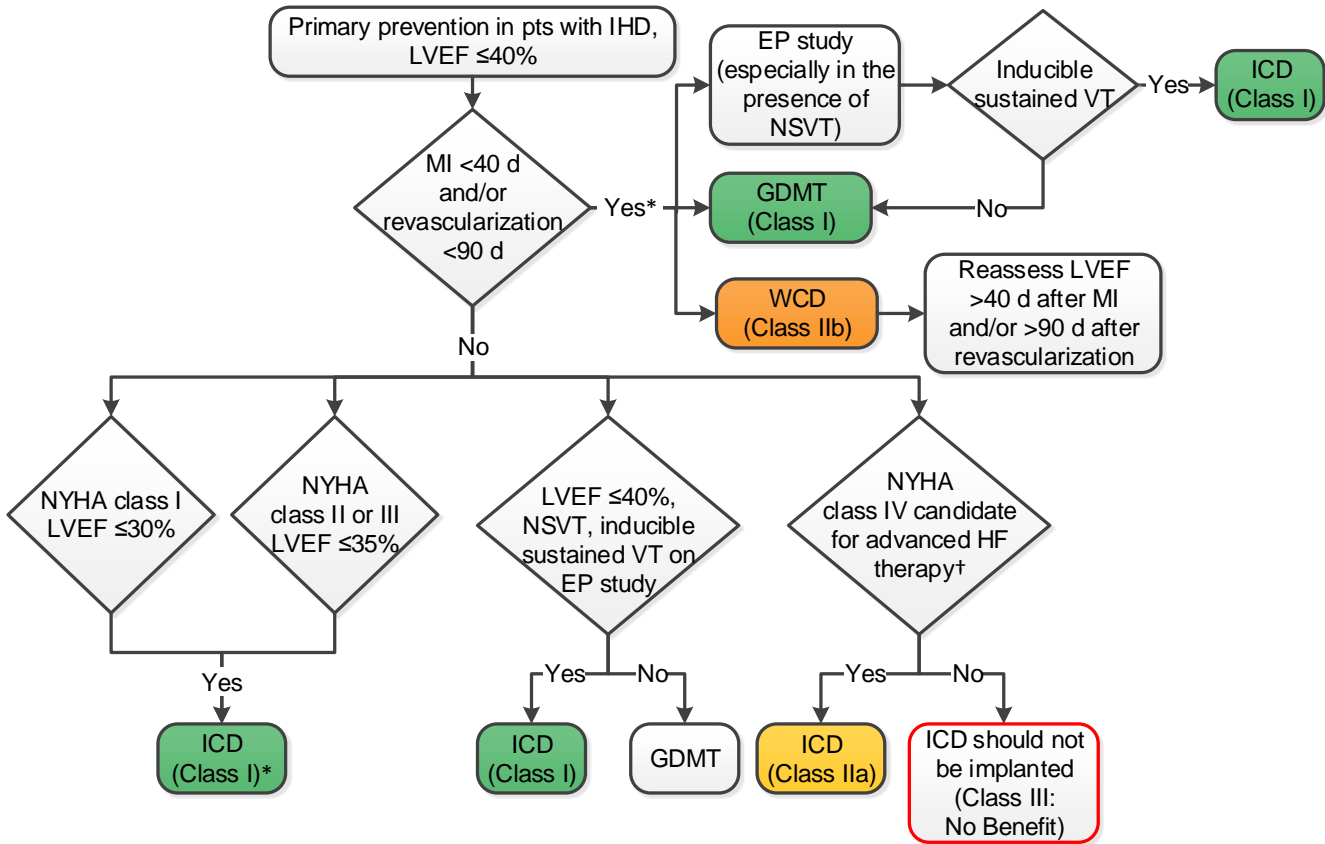 Primary prevention in pts with IHD,
LVEF ≤40%
EP study
(especially in the
presence of
NSVT)
Inducible
sustained VT
Yes
ICD
(Class I)
MI <40 d
and/or
revascularization
<90 d
Yes*
GDMT
(Class I)
No
WCD
(Class IIb)
Reassess LVEF
>40 d after MI
and/or >90 d after
revascularization
No
NYHA class I
LVEF ≤30%
NYHA
class II or III
LVEF ≤35%
LVEF ≤40%,
NSVT, inducible
sustained VT on
EP study
NYHA
class IV candidate
for advanced HF
therapy†
Yes
Yes
No
Yes
No
ICD
(Class I)*
ICD
(Class I)
GDMT
ICD
(Class IIa)
ICD should not
be implanted
(Class III:
No Benefit)